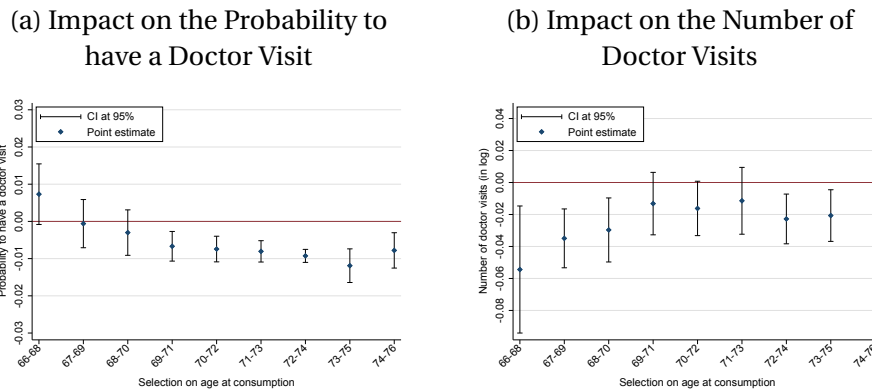 (a) Impact on the Probability to
have a Doctor Visit
Probability to have a doctor visit
0.03
0.02
0.01
0.00
-0.01
-0.02
-0.03
CI at 95%
Point estimate
66-68
67-69
68-70
69-71
70-72
71-73
72-74
73-75
74-76
Selection on age at consumption
(b) Impact on the Number of
Doctor Visits
Number of doctor visits (in log)
0.04
0.02
0.00
-0.02
-0.04
-0.06
-0.08
CI at 95%
Point estimate
66-68
67-69
68-70
69-71
70-72
71-73
72-74
73-75
74-76
Selection on age at consumption